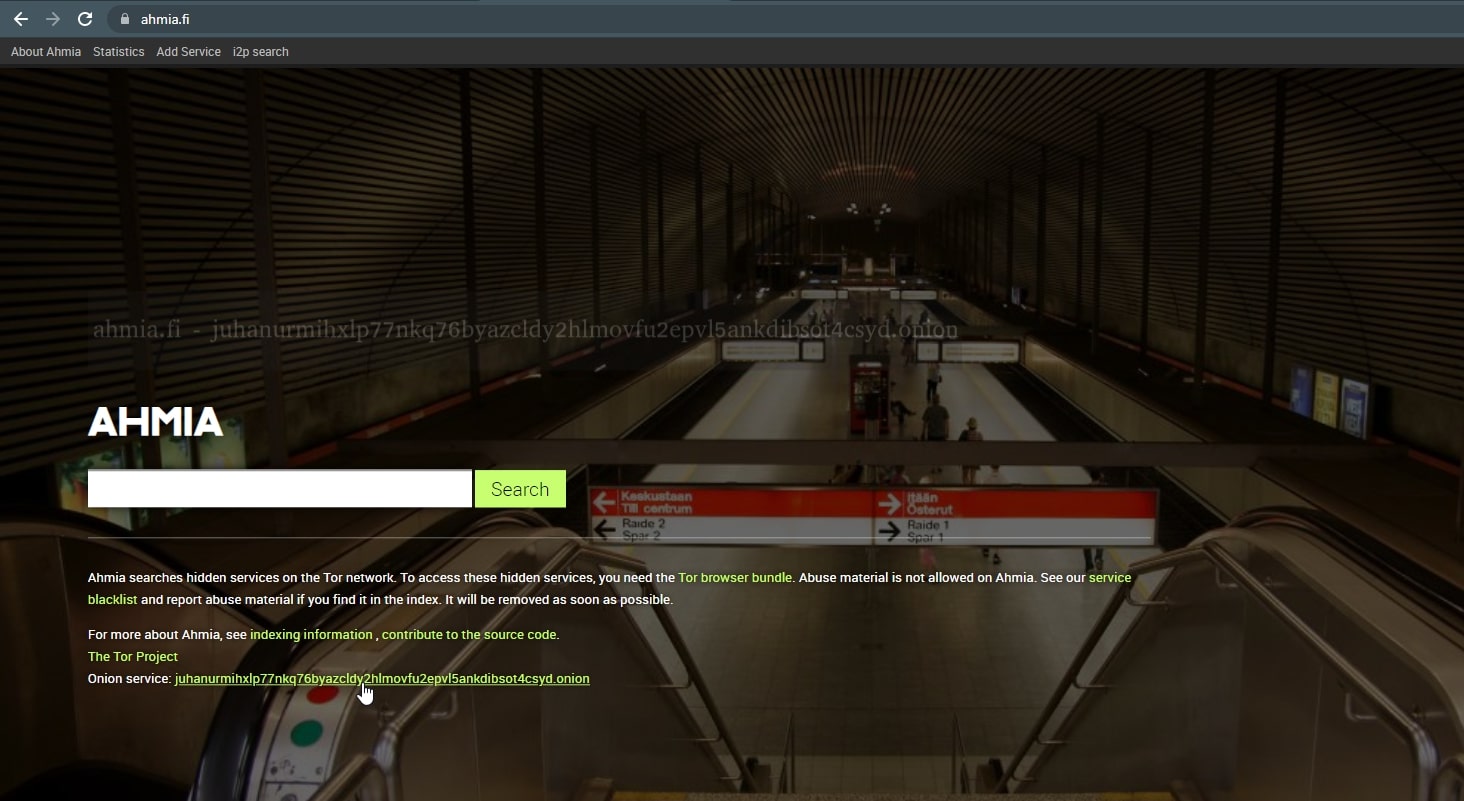 ahmia.fi
About Ahmia Statistics Add Service i2p search
ahmia.fi - juhanurmihxlp77nkq76byazcldy2hlmovfu2epvl5ankdibsot4csyd.onion
AHMIA
Search
Keskustaan
Till centrum
Raide 2
Spar 2
Itään
Österut
Raide 1
Spar 1
Ahmia searches hidden services on the Tor network. To access these hidden services, you need the Tor browser bundle. Abuse material is not allowed on Ahmia. See our service
blacklist and report abuse material if you find it in the index. It will be removed as soon as possible.
For more about Ahmia, see indexing information , contribute to the source code.
The Tor Project
Onion service: juhanurmihxlp77nkq76byazcldy2hlmovfu2epvl5ankdibsot4csyd.onion